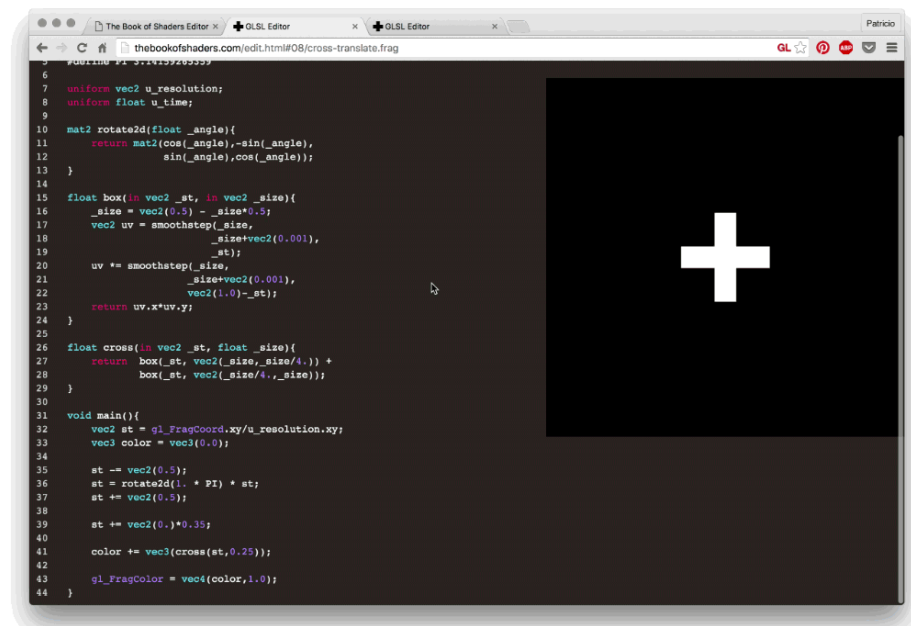 The Book of Shaders Editor ×
GLSL Editor ×
GLSL Editor ×
Patricio
thebookofshaders.com/edit.html#08/cross-translate.frag
GL
ABP
5 #define PI 3.14159265359
6
7 uniform vec2 u_resolution;
8 uniform float u_time;
9
10 mat2 rotate2d(float _angle){
11 return mat2(cos(_angle),-sin(_angle),
12 sin(_angle),cos(_angle));
13 }
14
15 float box(in vec2 _st, in vec2 _size){
16 _size = vec2(0.5) - _size*0.5;
17 vec2 uv = smoothstep(_size,
18 _size+vec2(0.001),
19 _st);
20 uv *= smoothstep(_size,
21 _size+vec2(0.001),
22 vec2(1.0)-_st);
23 return uv.x*uv.y;
24 }
25
26 float cross(in vec2 _st, float _size){
27 return box(_st, vec2(_size,_size/4.)) +
28 box(_st, vec2(_size/4.,_size));
29 }
30
31 void main(){
32 vec2 st = gl_FragCoord.xy/u_resolution.xy;
33 vec3 color = vec3(0.0);
34
35 st -= vec2(0.5);
36 st = rotate2d(1. * PI) * st;
37 st += vec2(0.5);
38
39 st += vec2(0.)*0.35;
40
41 color += vec3(cross(st,0.25));
42
43 gl_FragColor = vec4(color,1.0);
44 }